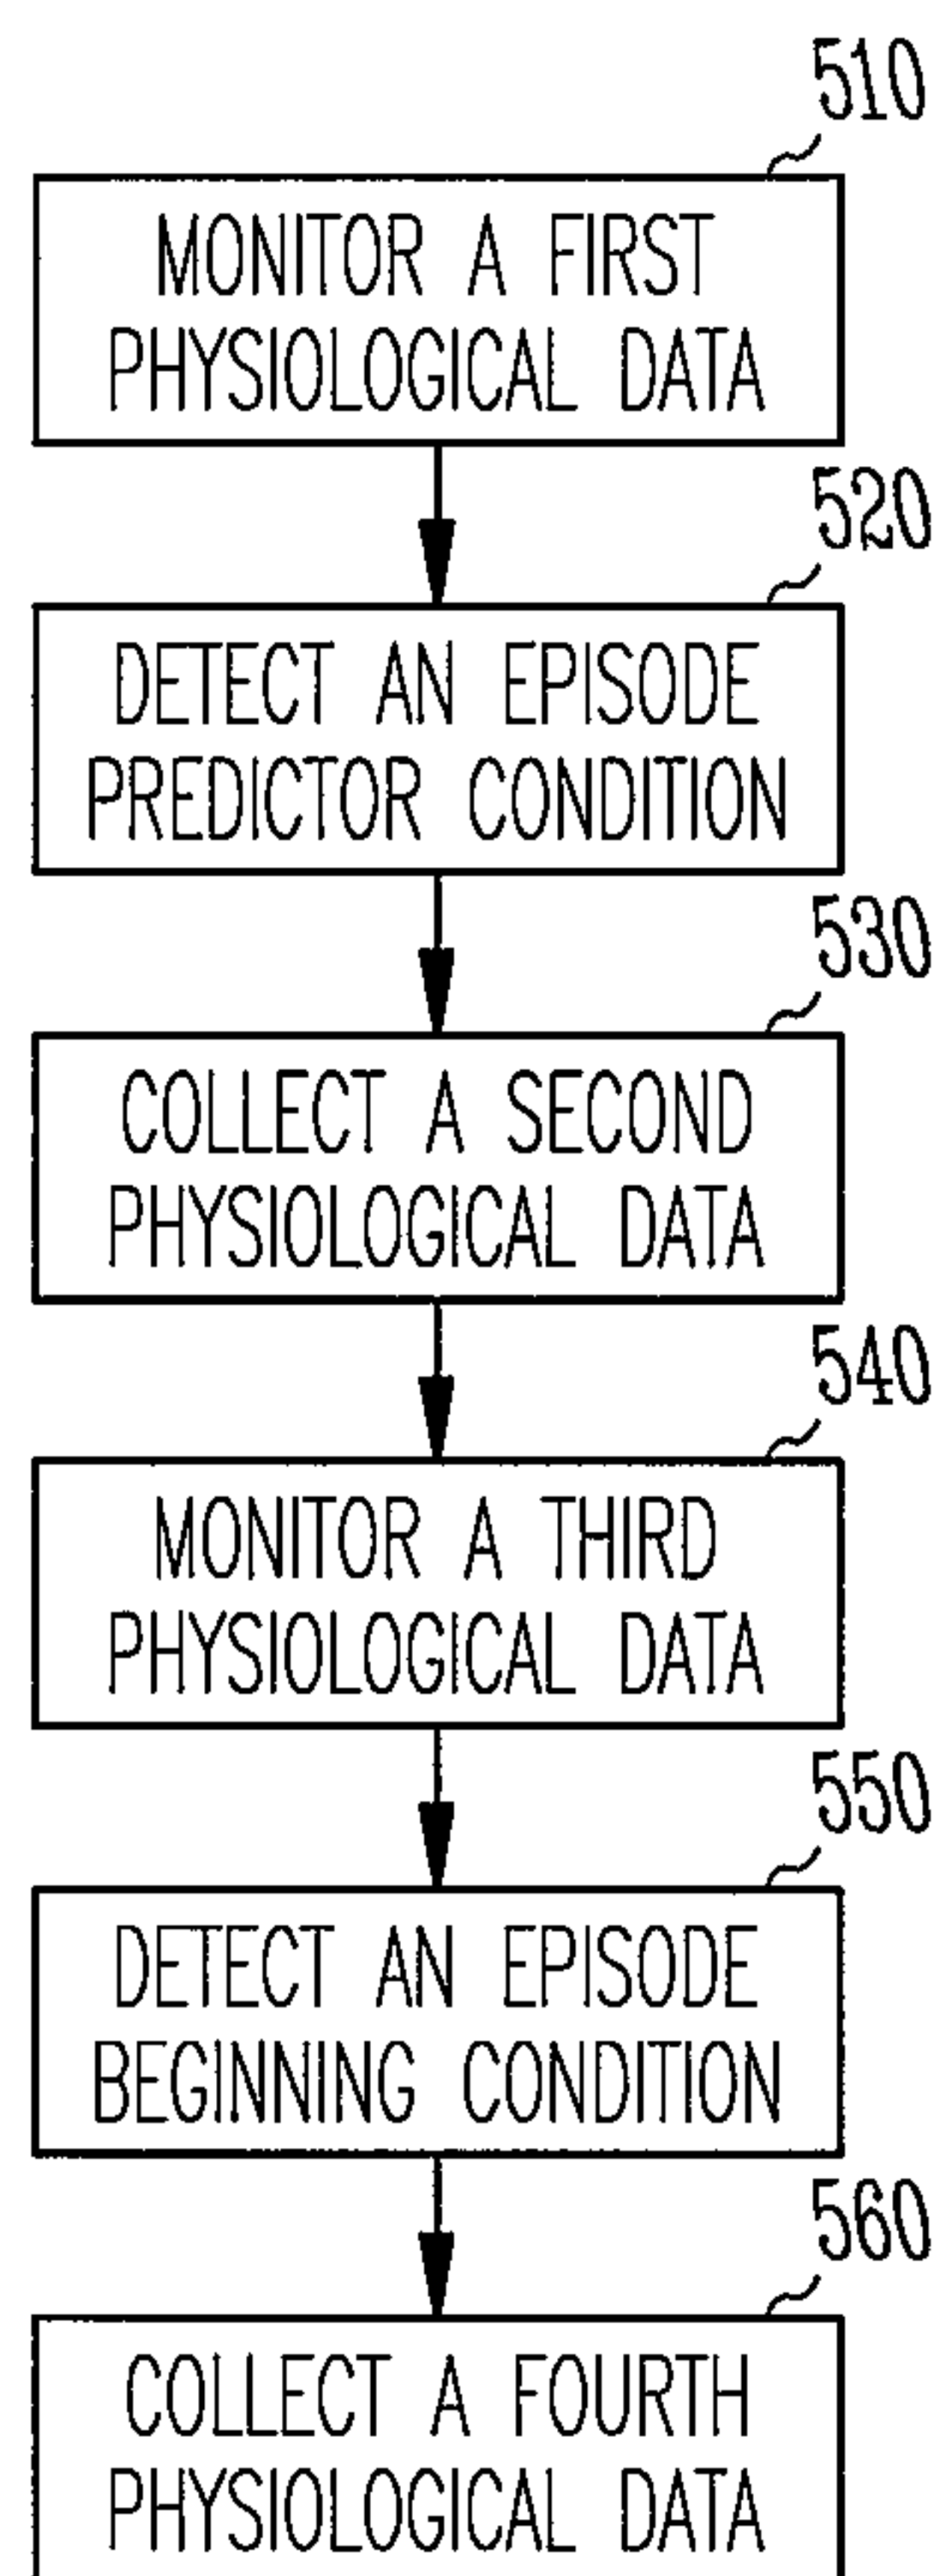 510
MONITOR A FIRST
PHYSIOLOGICAL DATA
520
DETECT AN EPISODE
PREDICTOR CONDITION
530
COLLECT A SECOND
PHYSIOLOGICAL DATA
540
MONITOR A THIRD
PHYSIOLOGICAL DATA
550
DETECT AN EPISODE
BEGINNING CONDITION
560
COLLECT A FOURTH
PHYSIOLOGICAL DATA